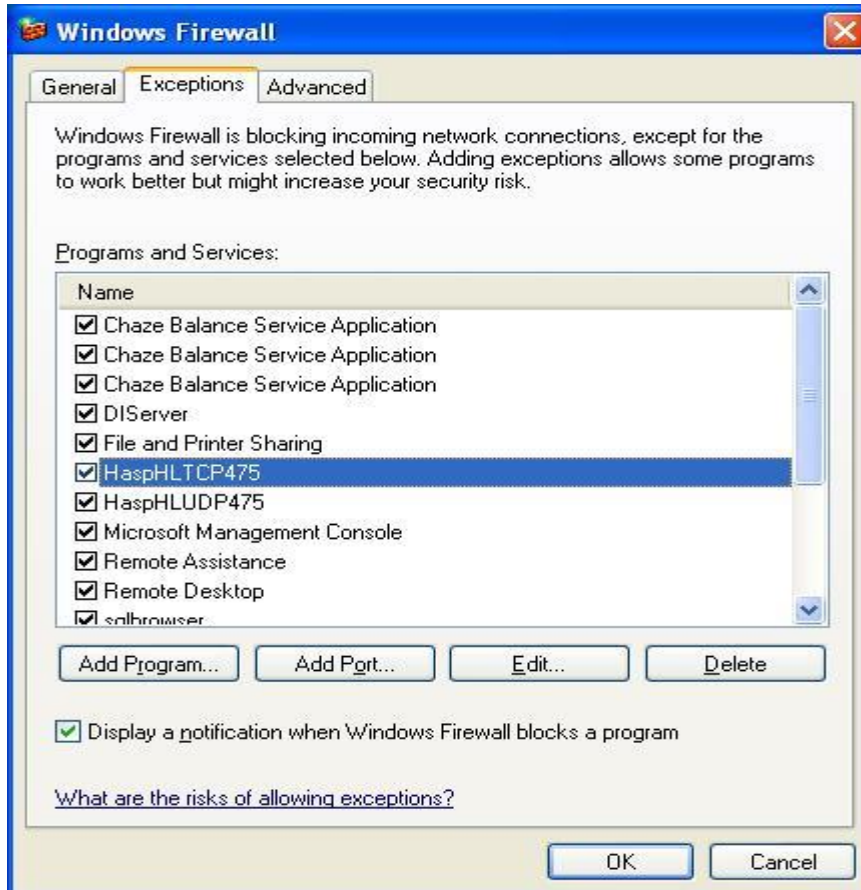 Windows Firewall
General Exceptions Advanced
Windows Firewall is blocking incoming network connections, except for the
programs and services selected below. Adding exceptions allows some programs
to work better but might increase your security risk.
Programs and Services:
Name
Chaze Balance Service Application
Chaze Balance Service Application
Chaze Balance Service Application
DIServer
File and Printer Sharing
HaspHLTCP475
HaspHLUDP475
Microsoft Management Console
Remote Assistance
Remote Desktop
sqlbrowser
Add Program... Add Port... Edit... Delete
Display a notification when Windows Firewall blocks a program
What are the risks of allowing exceptions?
OK Cancel